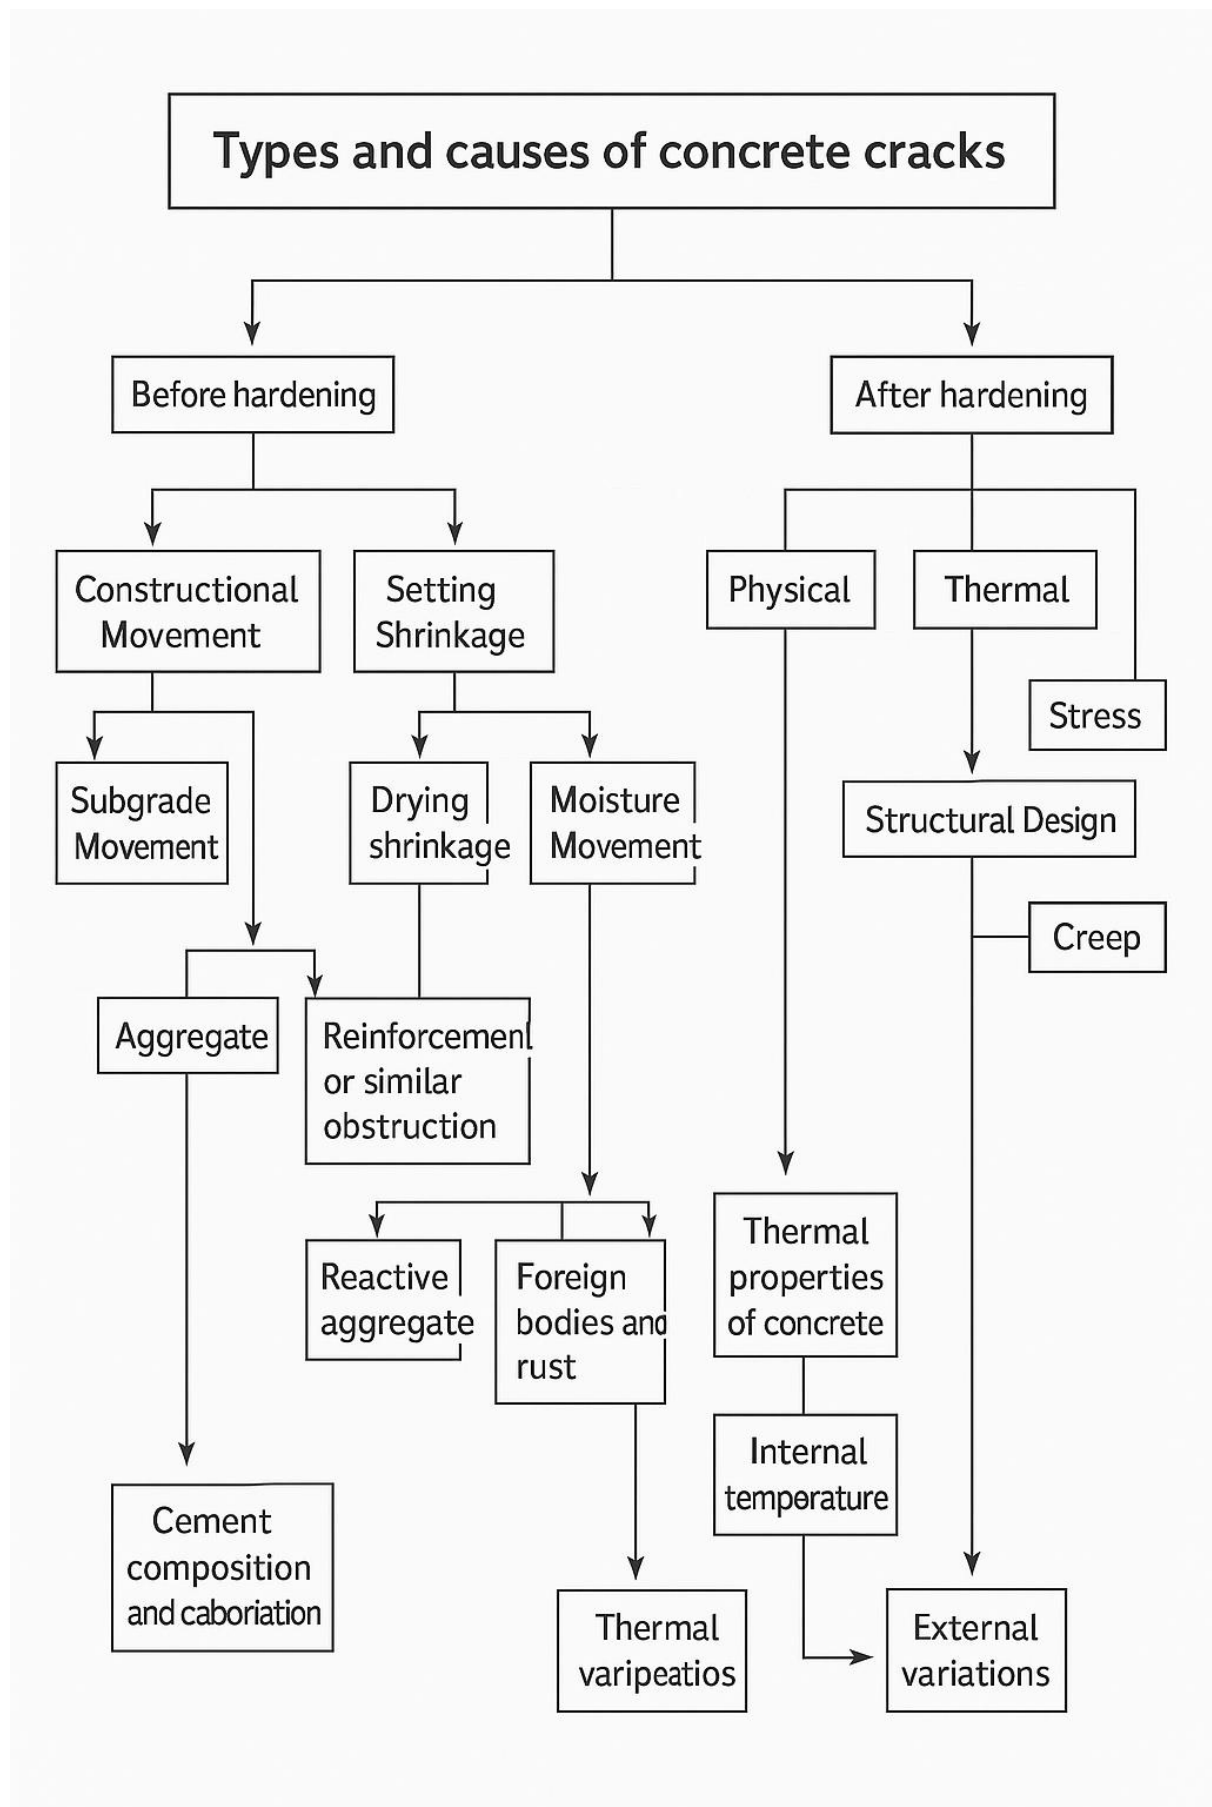 Types and causes of concrete cracks
Before hardening
After hardening
Constructional
Movement
Setting
Shrinkage
Physical
Thermal
Stress
Subgrade
Movement
Drying
shrinkage
Moisture
Movement
Structural Design
Creep
Aggregate
Reinforcement
or similar
obstruction
Reactive
aggregate
Foreign
bodies and
rust
Thermal
properties
of concrete
Internal
temperature
Cement
composition
and caboriation
Thermal
varipeatios
External
variations